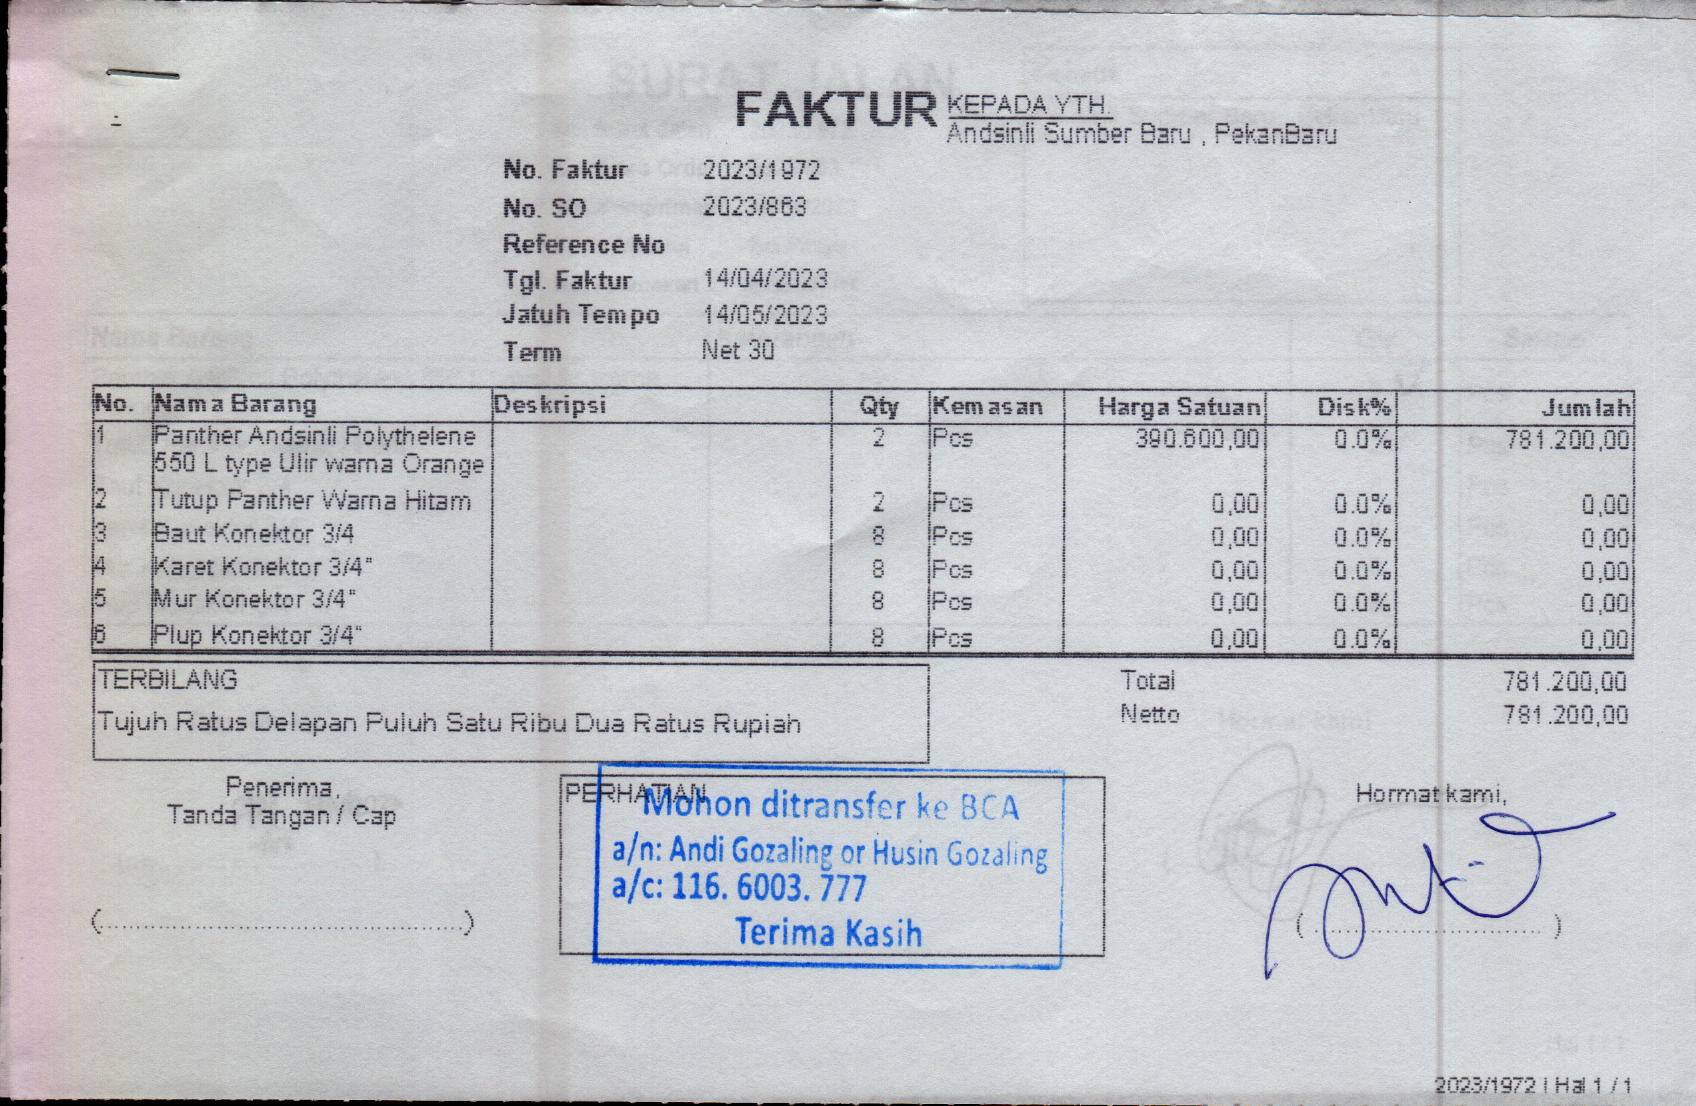 FAKTUR
KEPADA YTH.
Andsinli Sumber Baru , PekanBaru
No. Faktur 2023/1972
No. SO 2023/863
Reference No
Tgl. Faktur 14/04/2023
Jatuh Tempo 14/05/2023
Term Net 30
No. Nama Barang Deskripsi Qty Kemasan Harga Satuan Disk% Jumlah
1 Panther Andsinli Polythelene 2 Pcs 390.600,00 0.0% 781.200,00
550 L type Ulir warna Orange
2 Tutup Panther Warna Hitam 2 Pcs 0,00 0.0% 0,00
3 Baut Konektor 3/4 8 Pcs 0,00 0.0% 0,00
4 Karet Konektor 3/4" 8 Pcs 0,00 0.0% 0,00
5 Mur Konektor 3/4" 8 Pcs 0,00 0.0% 0,00
6 Plup Konektor 3/4" 8 Pcs 0,00 0.0% 0,00
TERBILANG
Tujuh Ratus Delapan Puluh Satu Ribu Dua Ratus Rupiah
Total 781.200,00
Netto 781.200,00
Penerima,
Tanda Tangan / Cap
(..............................................)
PERHATIAN
Mohon ditransfer ke BCA
a/n: Andi Gozaling or Husin Gozaling
a/c: 116. 6003. 777
Terima Kasih
Hormat kami,
(..............................)
2023/1972 | Hal 1 / 1